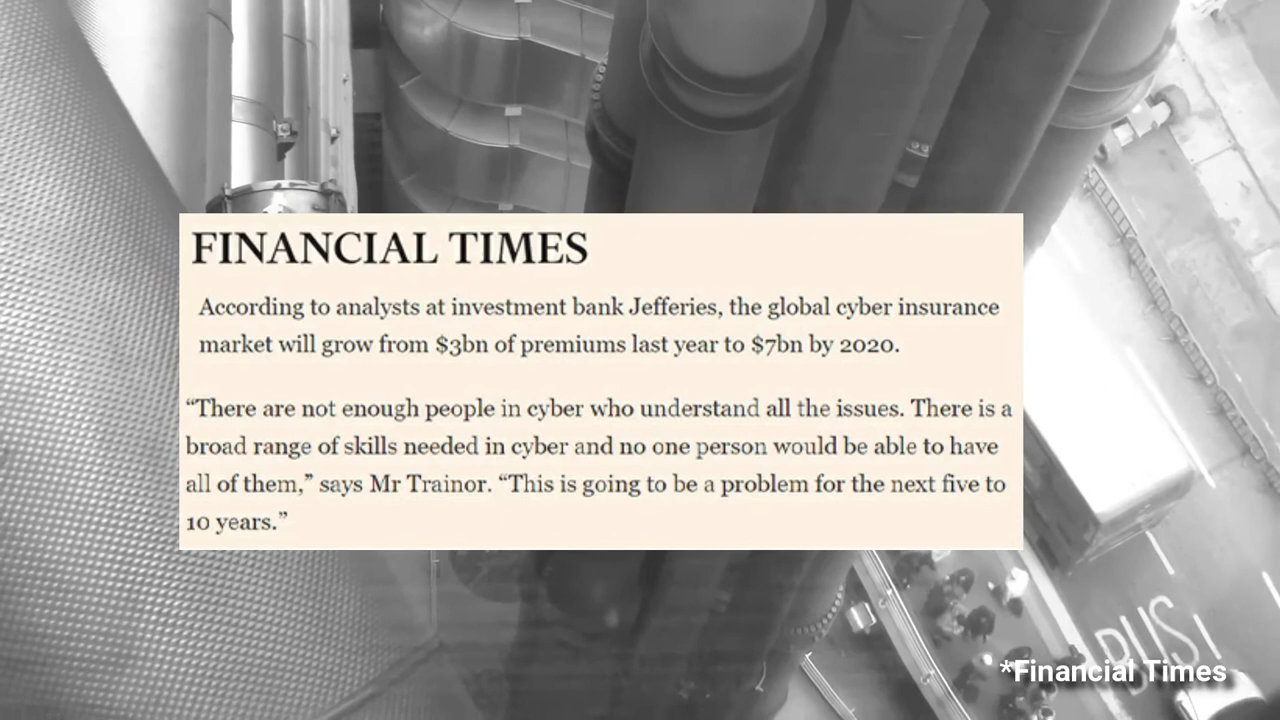 FINANCIAL TIMES
According to analysts at investment bank Jefferies, the global cyber insurance
market will grow from $3bn of premiums last year to $7bn by 2020.
“There are not enough people in cyber who understand all the issues. There is a
broad range of skills needed in cyber and no one person would be able to have
all of them,” says Mr Trainor. “This is going to be a problem for the next five to
10 years.”
BUS
*Financial Times